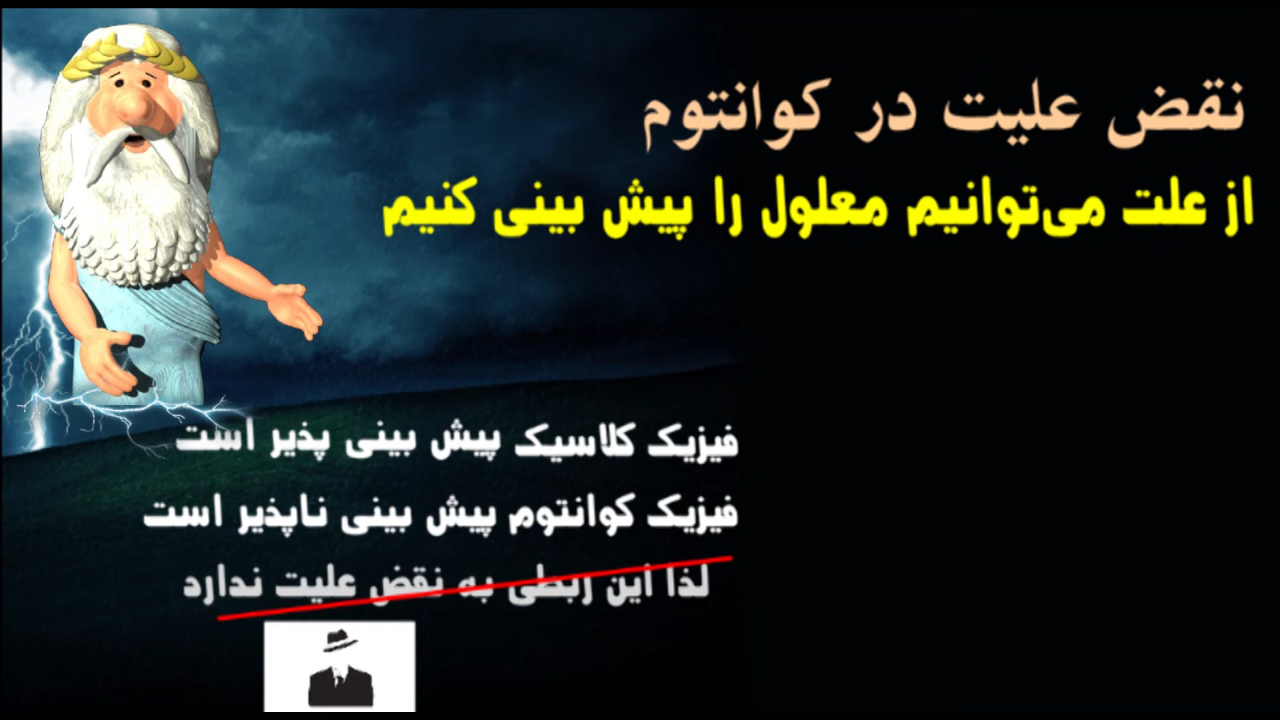 نقض علیت در کوانتوم
از علت می‌توانیم معلول را پیش بینی کنیم
فیزیک کلاسیک پیش بینی پذیر است
فیزیک کوانتوم پیش بینی ناپذیر است
لذا این ربطی به نقض علیت ندارد